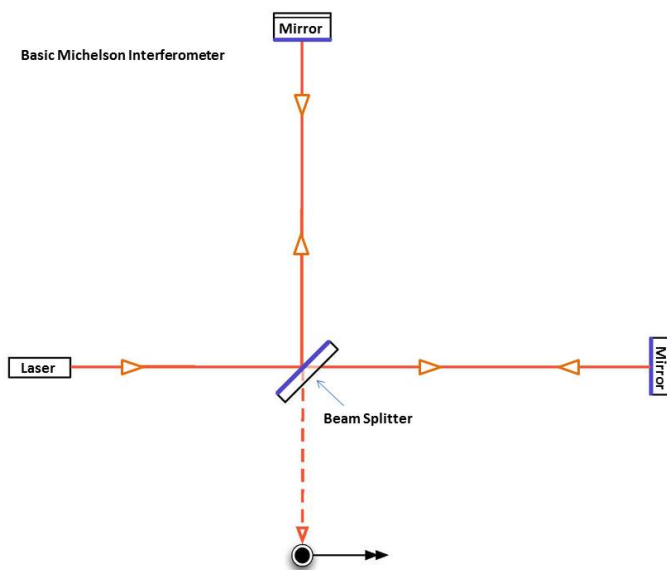 Mirror
Basic Michelson Interferometer
Laser
Mirror
Beam Splitter